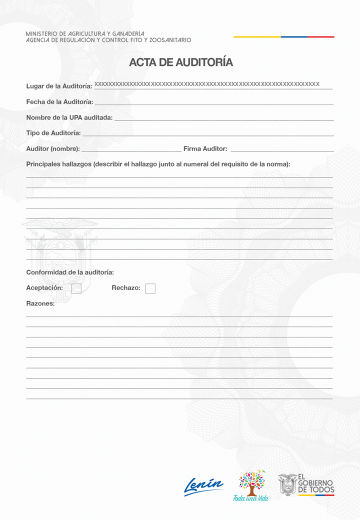 MINISTERIO DE AGRICULTURA Y GANADERÍA
AGENCIA DE REGULACIÓN Y CONTROL FITO Y ZOOSANITARIO
ACTA DE AUDITORÍA
Lugar de la Auditoría: XXXXXXXXXXXXXXXXXXXXXXXXXXXXXXXXXXXXXXXXXXXXXXXXXXXXXXXXXXXXXXXX
Fecha de la Auditoría:
Nombre de la UPA auditada:
Tipo de Auditoría:
Auditor (nombre): Firma Auditor:
Principales hallazgos (describir el hallazgo junto al numeral del requisito de la norma):
Conformidad de la auditoría:
Aceptación: Rechazo:
Razones:
Lenín
Toda una Vida
EL
GOBIERNO
DE TODOS